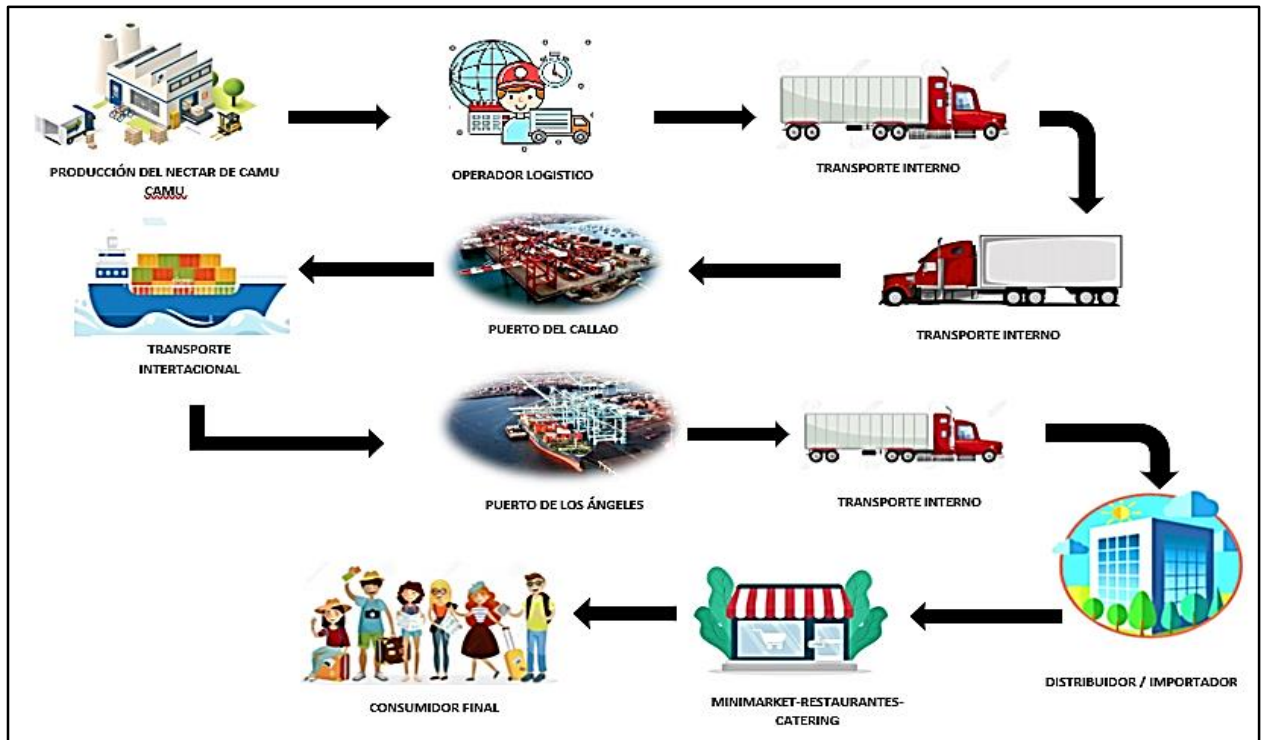 PRODUCCIÓN DEL NECTAR DE CAMU
CAMU
OPERADOR LOGISTICO
TRANSPORTE INTERNO
TRANSPORTE
INTERTACIONAL
PUERTO DEL CALLAO
TRANSPORTE INTERNO
PUERTO DE LOS ÁNGELES
TRANSPORTE INTERNO
CONSUMIDOR FINAL
MINIMARKET-RESTAURANTES-
CATERING
DISTRIBUIDOR / IMPORTADOR